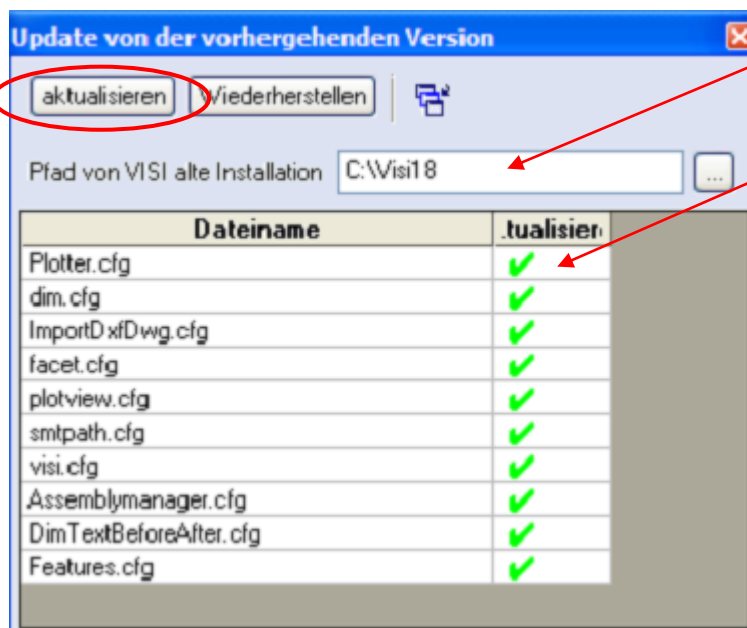 Update von der vorhergehenden Version
aktualisieren Wiederherstellen
Pfad von VISI alte Installation C:\Visi18 ...
Dateiname .tualisier
Plotter.cfg
dim.cfg
ImportDxfDwg.cfg
facet.cfg
plotview.cfg
smtpath.cfg
visi.cfg
Assemblymanager.cfg
DimTextBeforeAfter.cfg
Features.cfg